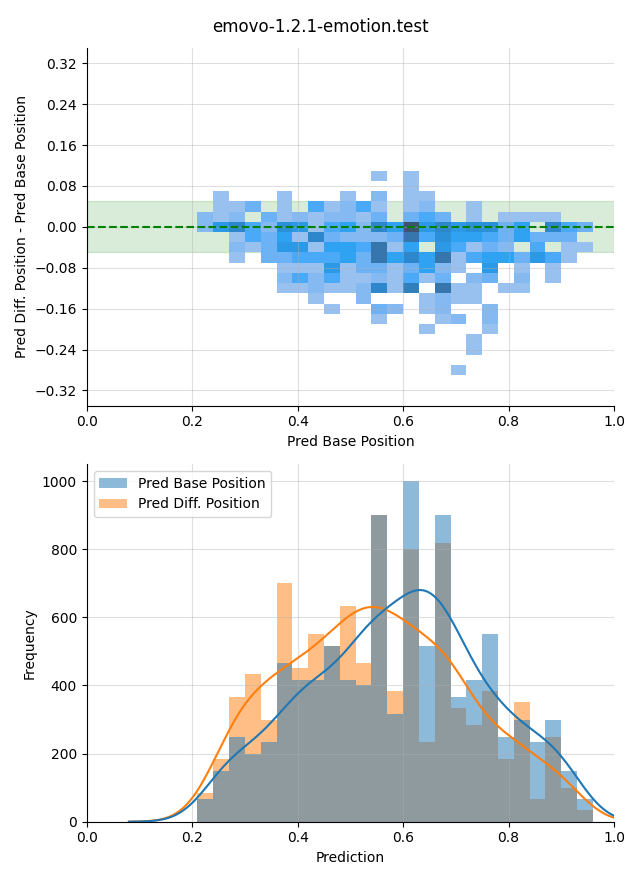 emovo-1.2.1-emotion.test
Pred Diff. Position - Pred Base Position
0.32
0.24
0.16
0.08
0.00
−0.08
−0.16
−0.24
−0.32
0.0 0.2 0.4 0.6 0.8 1.0
Pred Base Position
Frequency
1000
800
600
400
200
0
Pred Base Position
Pred Diff. Position
0.0 0.2 0.4 0.6 0.8 1.0
Prediction